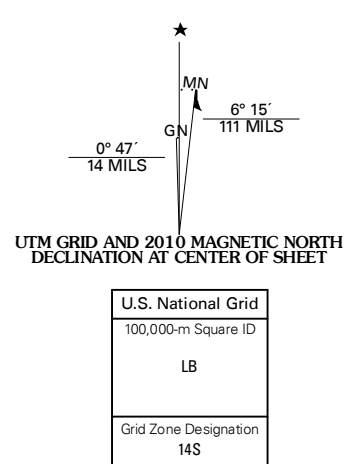 ★
MN
GN
6° 15´
111 MILS
0° 47´
14 MILS
UTM GRID AND 2010 MAGNETIC NORTH
DECLINATION AT CENTER OF SHEET
U.S. National Grid
100,000-m Square ID
LB
Grid Zone Designation
14S